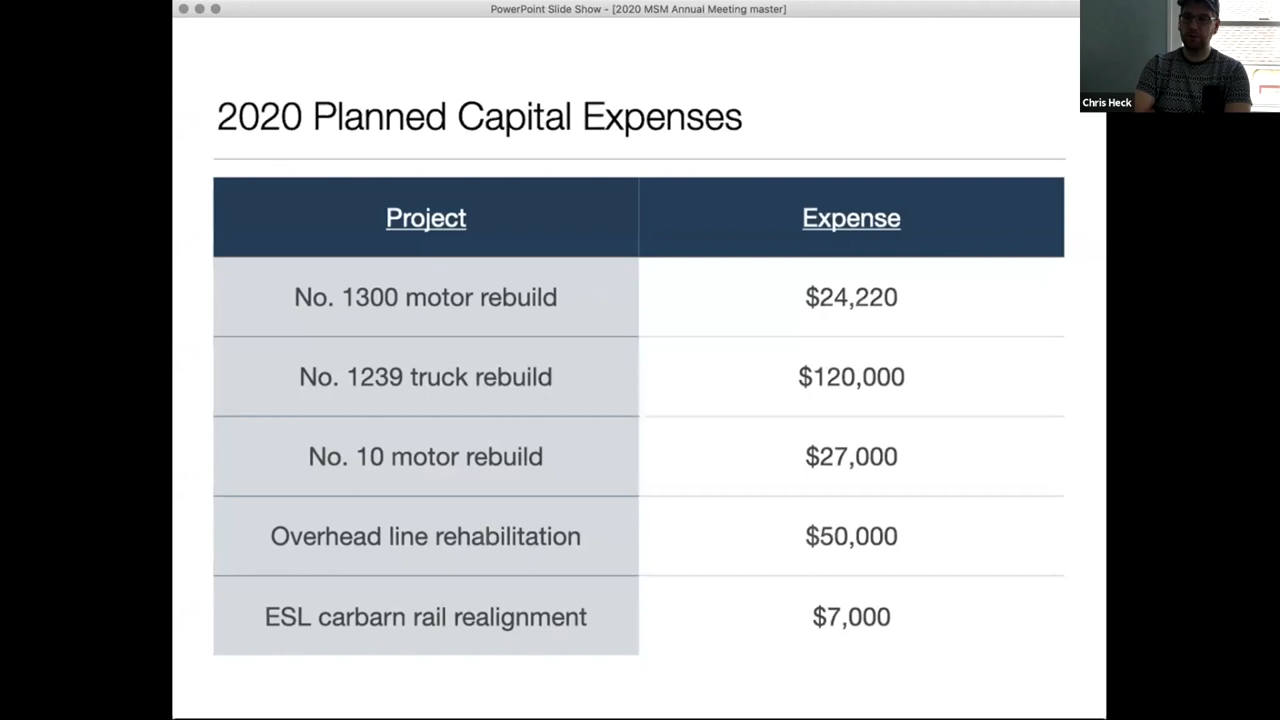 PowerPoint Slide Show - [2020 MSM Annual Meeting master]
Chris Heck
2020 Planned Capital Expenses
Project Expense
No. 1300 motor rebuild $24,220
No. 1239 truck rebuild $120,000
No. 10 motor rebuild $27,000
Overhead line rehabilitation $50,000
ESL carbarn rail realignment $7,000